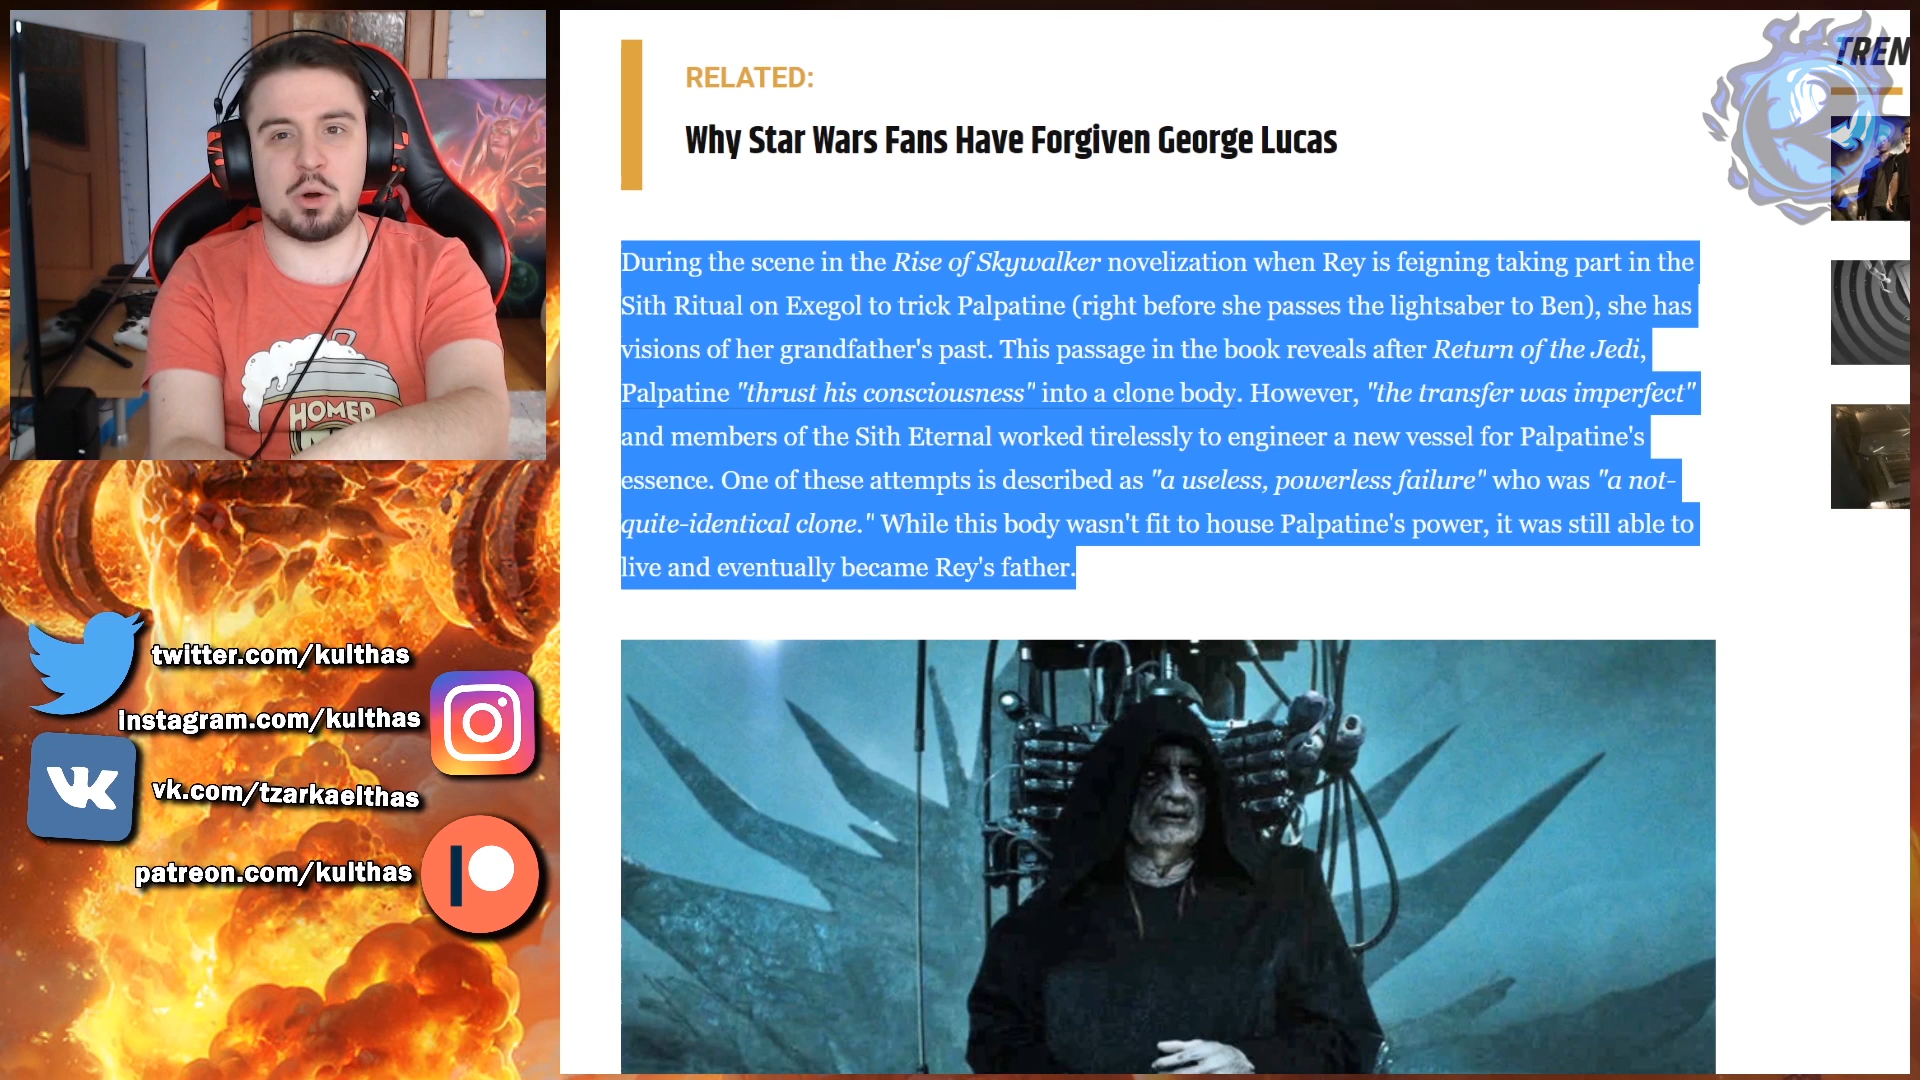 TREN
RELATED:
Why Star Wars Fans Have Forgiven George Lucas
During the scene in the Rise of Skywalker novelization when Rey is feigning taking part in the
Sith Ritual on Exegol to trick Palpatine (right before she passes the lightsaber to Ben), she has
visions of her grandfather's past. This passage in the book reveals after Return of the Jedi,
Palpatine "thrust his consciousness" into a clone body. However, "the transfer was imperfect"
and members of the Sith Eternal worked tirelessly to engineer a new vessel for Palpatine's
essence. One of these attempts is described as "a useless, powerless failure" who was "a not-
quite-identical clone." While this body wasn't fit to house Palpatine's power, it was still able to
live and eventually became Rey's father.
HOMER
twitter.com/kulthas
instagram.com/kulthas
vk.com/tzarkaelthas
patreon.com/kulthas